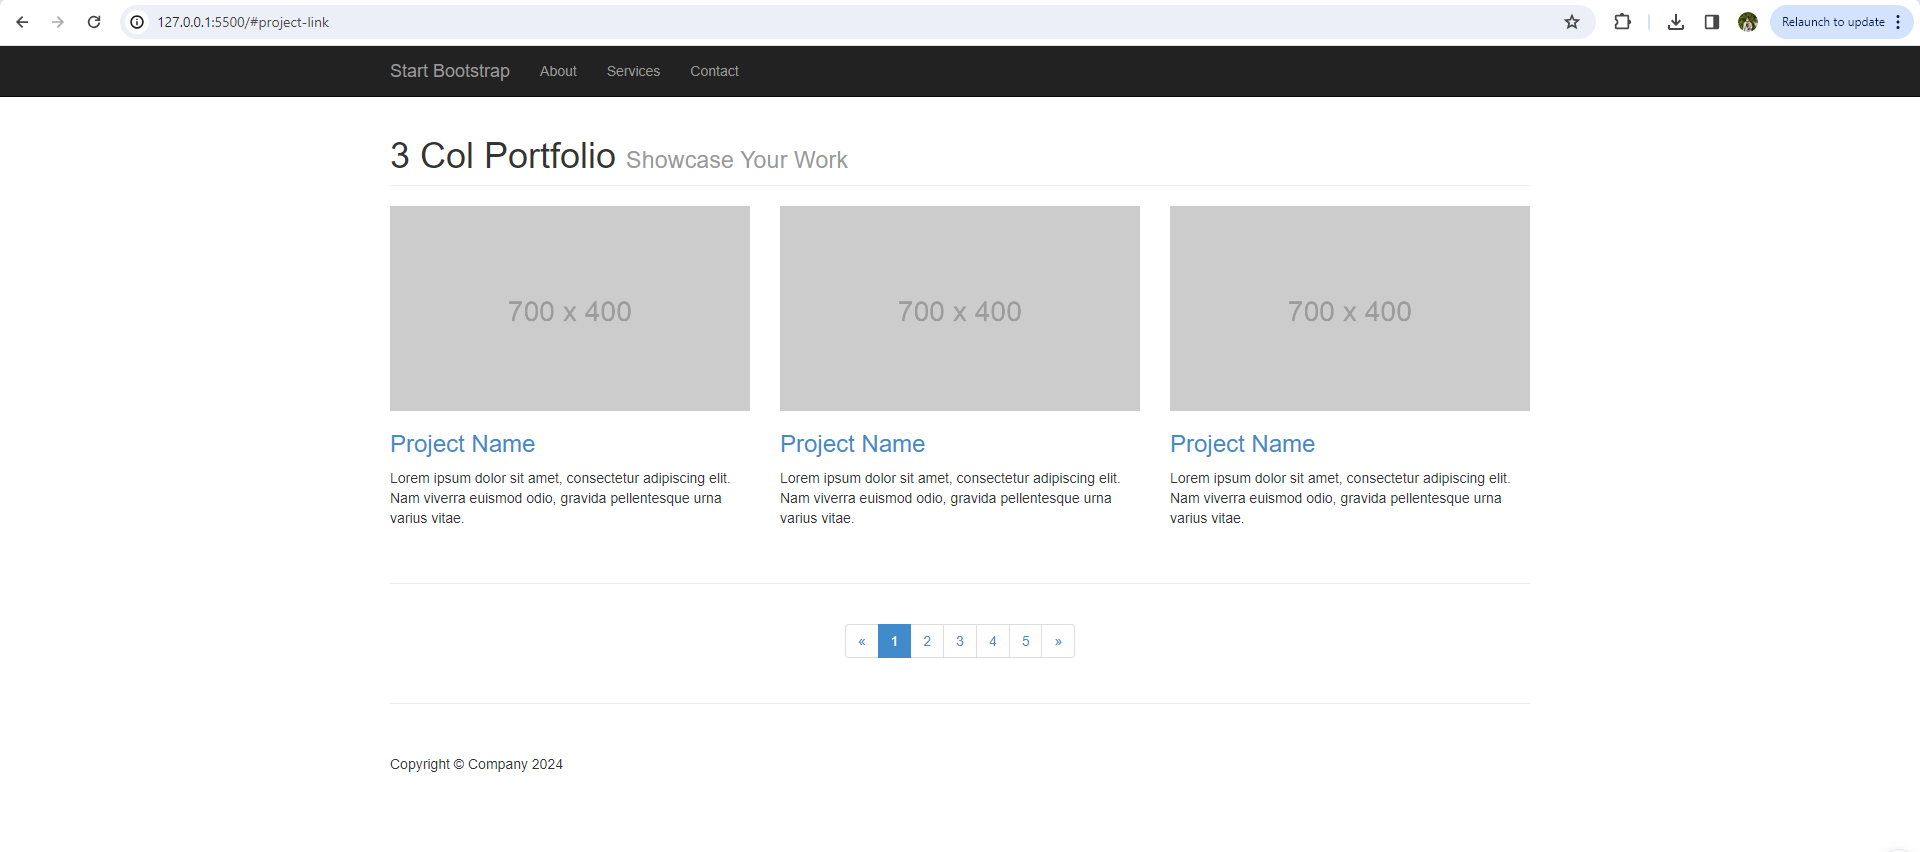 127.0.0.1:5500/#project-link
Relaunch to update
Start Bootstrap About Services Contact
3 Col Portfolio Showcase Your Work
700 x 400
700 x 400
700 x 400
Project Name
Lorem ipsum dolor sit amet, consectetur adipiscing elit.
Nam viverra euismod odio, gravida pellentesque urna
varius vitae.
Project Name
Lorem ipsum dolor sit amet, consectetur adipiscing elit.
Nam viverra euismod odio, gravida pellentesque urna
varius vitae.
Project Name
Lorem ipsum dolor sit amet, consectetur adipiscing elit.
Nam viverra euismod odio, gravida pellentesque urna
varius vitae.
« 1 2 3 4 5 »
Copyright © Company 2024